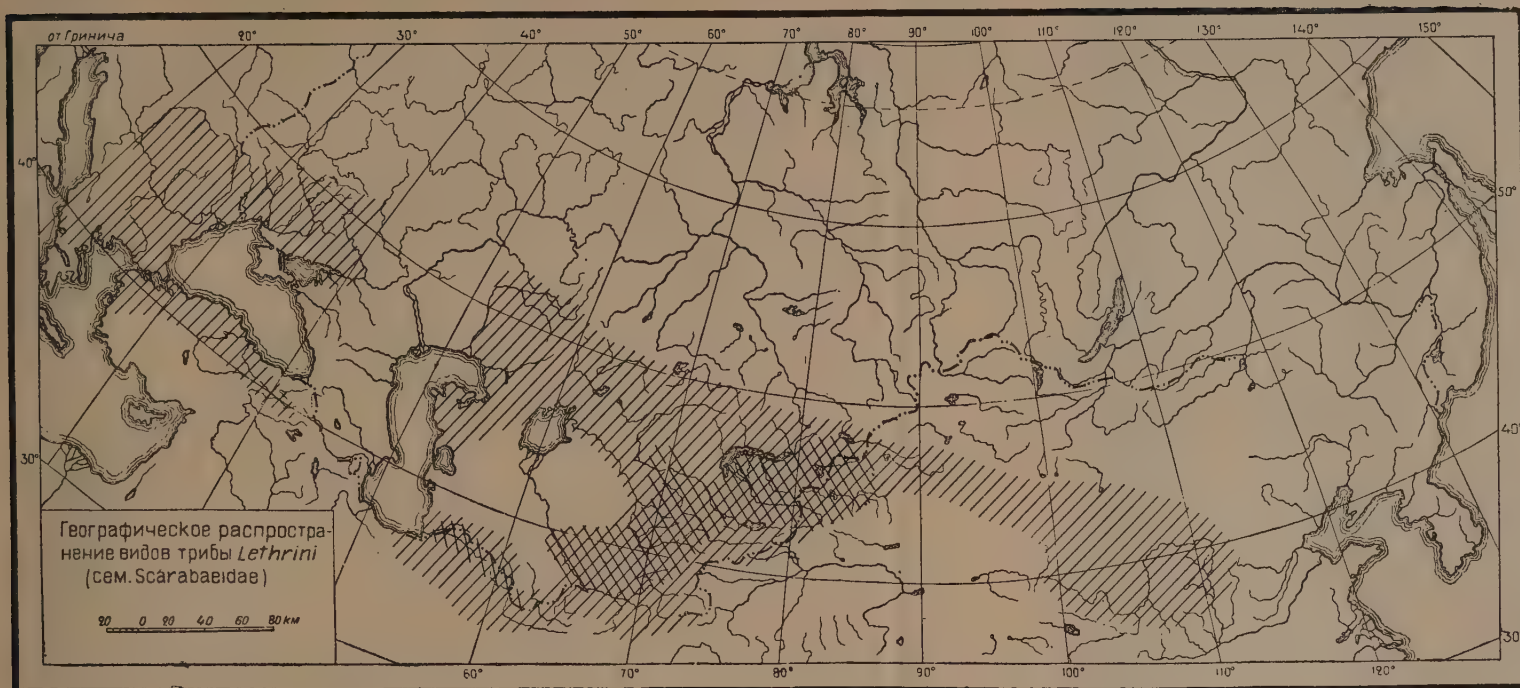 от Гринича 20° 30° 40° 50° 60° 70° 80° 90° 100° 110° 120° 130° 140° 150°
40°
50°
30°
40°
30°
Географическое распростра-
нение видов трибы Lethrini
(сем. Scarabaeidae)
20 0 20 40 60 80 км
60° 70° 80° 90° 100° 110° 120°